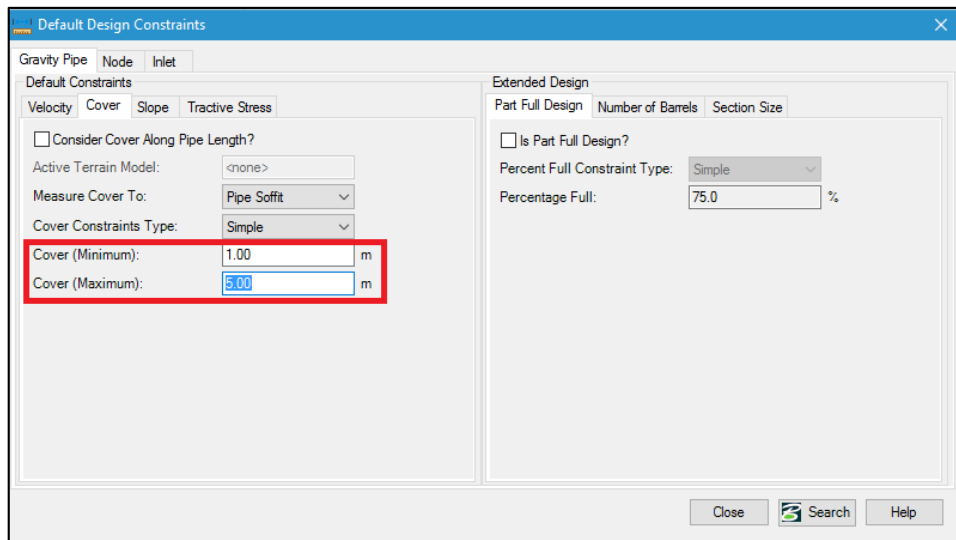 Default Design Constraints
Gravity Pipe Node Inlet
Default Constraints
Velocity Cover Slope Tractive Stress
Consider Cover Along Pipe Length?
Active Terrain Model: <none>
Measure Cover To: Pipe Soffit
Cover Constraints Type: Simple
Cover (Minimum): 1.00 m
Cover (Maximum): 5.00 m
Extended Design
Part Full Design Number of Barrels Section Size
Is Part Full Design?
Percent Full Constraint Type: Simple
Percentage Full: 75.0 %
Close Search Help